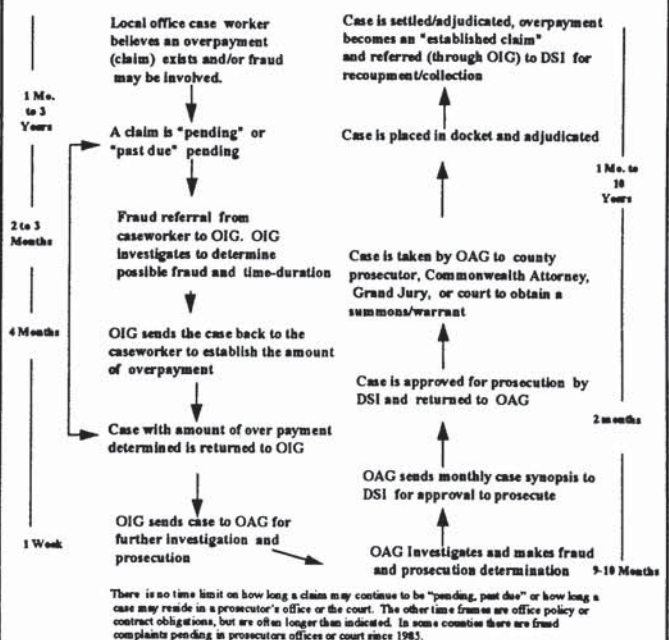 Local office case worker
believes an overpayment
(claim) exists and/or fraud
may be involved.
1 Mo.
to 3
Years
A claim is "pending" or
"past due" pending
2 to 3
Months
Fraud referral from
caseworker to OIG. OIG
investigates to determine
possible fraud and time-duration
4 Months
OIG sends the case back to the
caseworker to establish the amount
of overpayment
Case with amount of over payment
determined is returned to OIG
1 Week
OIG sends case to OAG for
further investigation and
prosecution
Case is settled/adjudicated, overpayment
becomes an "established claim"
and referred (through OIG) to DSI for
recoupment/collection
Case is placed in docket and adjudicated
1 Mo. to
10
Years
Case is taken by OAG to county
prosecutor, Commonwealth Attorney,
Grand Jury, or court to obtain a
summons/warrant
Case is approved for prosecution by
DSI and returned to OAG
2 months
OAG sends monthly case synopsis to
DSI for approval to prosecute
OAG Investigates and makes fraud
and prosecution determination
9-10 Months
There is no time limit on how long a claim may continue to be "pending, past due" or how long a
case may reside in a prosecutor's office or the court. The other time frames are office policy or
contract obligations, but are often longer than indicated. In some counties there are fraud
complaints pending in prosecutors offices or court since 1985.